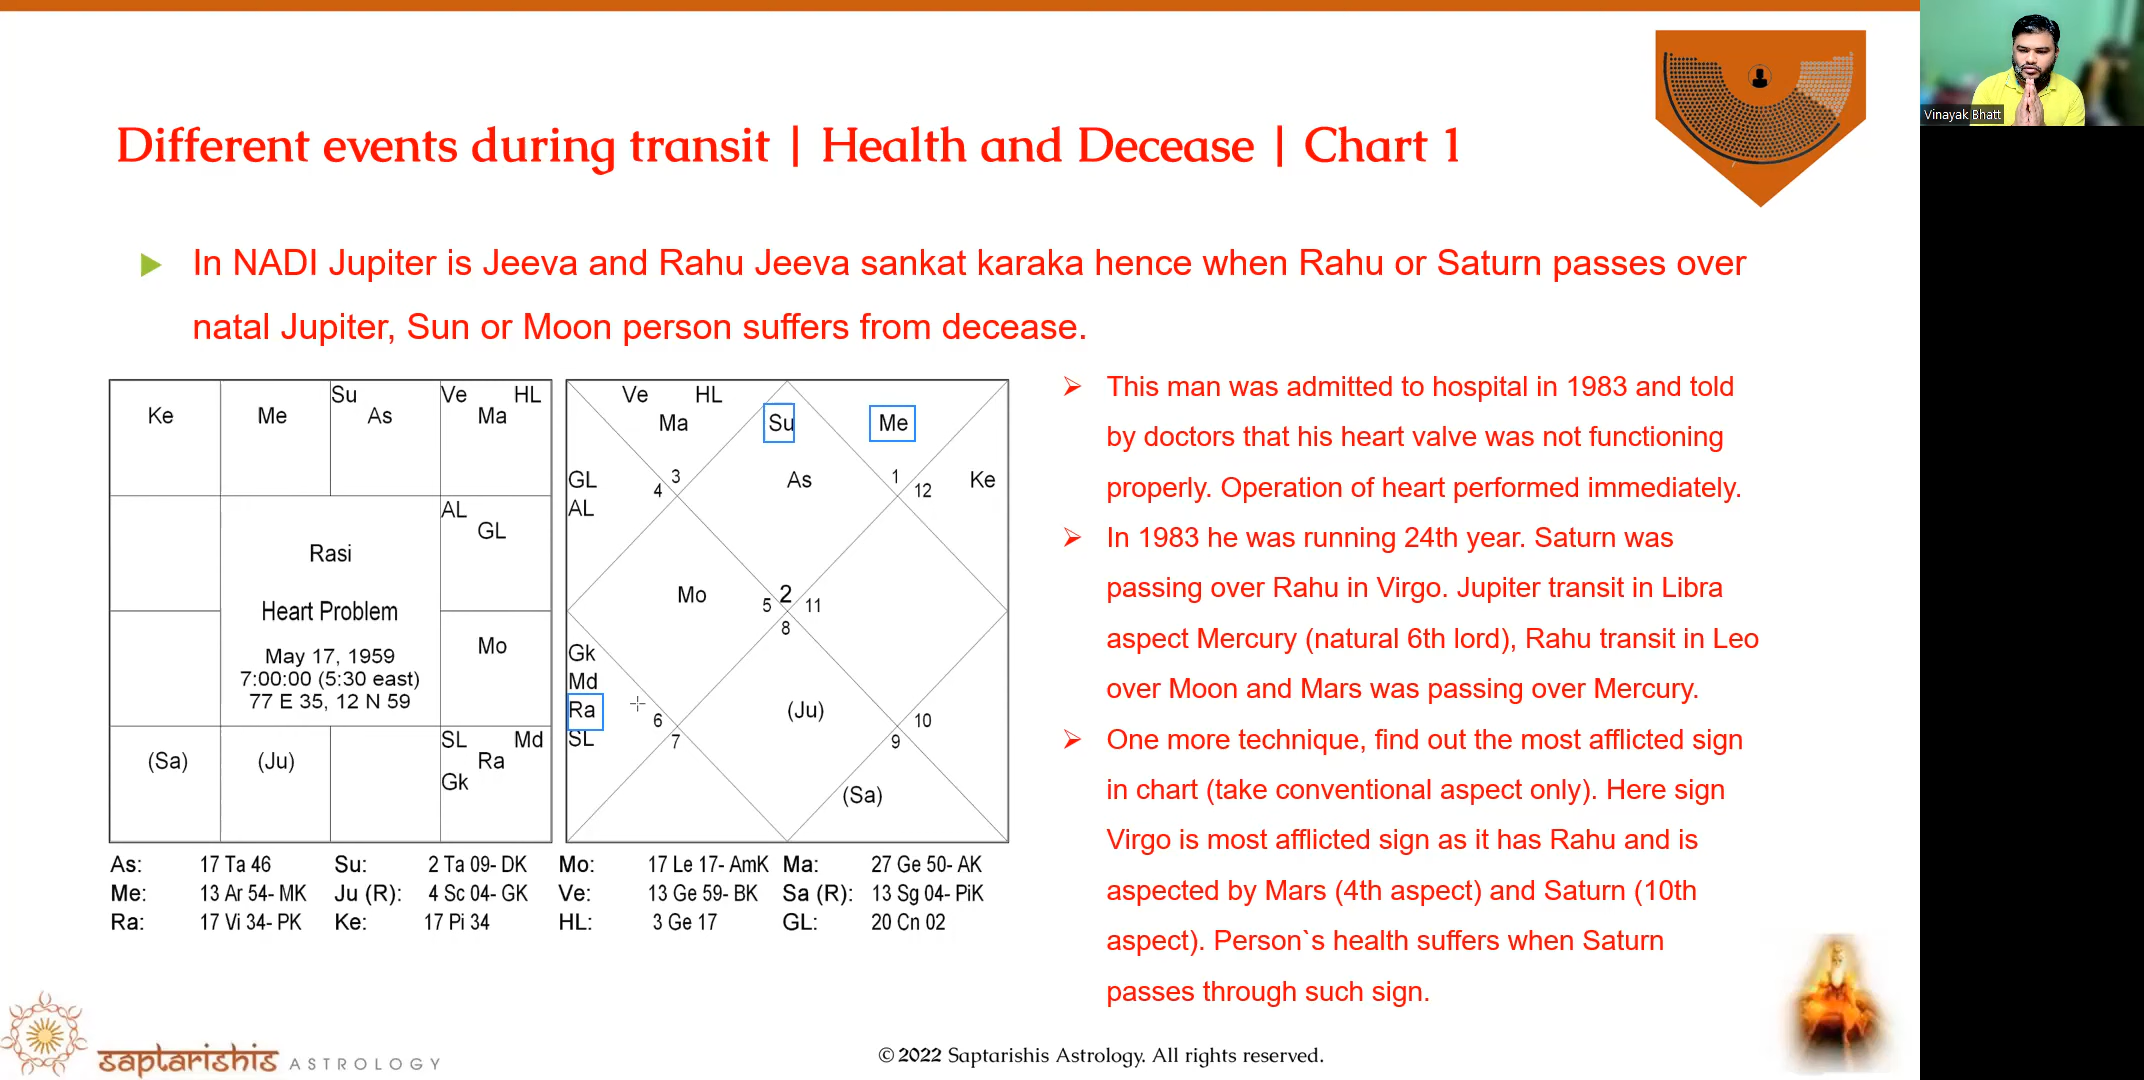 Different events during transit | Health and Decease | Chart 1
Vinayak Bhatt
In NADI Jupiter is Jeeva and Rahu Jeeva sankat karaka hence when Rahu or Saturn passes over
natal Jupiter, Sun or Moon person suffers from decease.
Ke
Me
Su
As
Ve HL
Ma
AL
GL
Rasi
Heart Problem
May 17, 1959
7:00:00 (5:30 east)
77 E 35, 12 N 59
Mo
(Sa)
(Ju)
SL Md
Ra
Gk
Ve HL
Ma
Su
Me
GL
AL
4 3
As
1 12
Ke
Mo
5 2 11
8
Gk
Md
Ra
SL
6
7
(Ju)
10
9
(Sa)
As: 17 Ta 46 Su: 2 Ta 09- DK Mo: 17 Le 17- AmK Ma: 27 Ge 50- AK
Me: 13 Ar 54- MK Ju (R): 4 Sc 04- GK Ve: 13 Ge 59- BK Sa (R): 13 Sg 04- PiK
Ra: 17 Vi 34- PK Ke: 17 Pi 34 HL: 3 Ge 17 GL: 20 Cn 02
This man was admitted to hospital in 1983 and told
by doctors that his heart valve was not functioning
properly. Operation of heart performed immediately.
In 1983 he was running 24th year. Saturn was
passing over Rahu in Virgo. Jupiter transit in Libra
aspect Mercury (natural 6th lord), Rahu transit in Leo
over Moon and Mars was passing over Mercury.
One more technique, find out the most afflicted sign
in chart (take conventional aspect only). Here sign
Virgo is most afflicted sign as it has Rahu and is
aspected by Mars (4th aspect) and Saturn (10th
aspect). Person`s health suffers when Saturn
passes through such sign.
saptarishis ASTROLOGY
© 2022 Saptarishis Astrology. All rights reserved.